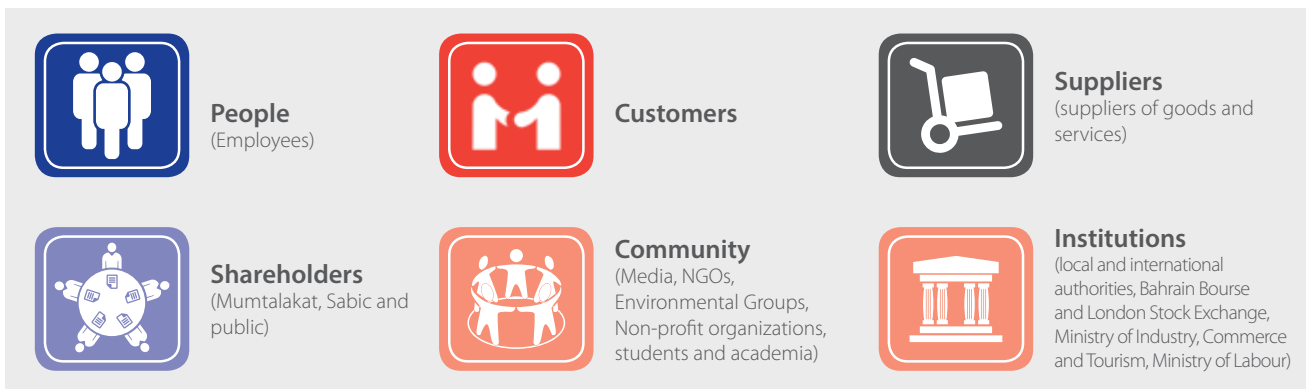 People
(Employees)
Customers
Suppliers
(suppliers of goods and
services)
Shareholders
(Mumtalakat, Sabic and
public)
Community
(Media, NGOs,
Environmental Groups,
Non-profit organizations,
students and academia)
Institutions
(local and international
authorities, Bahrain Bourse
and London Stock Exchange,
Ministry of Industry, Commerce
and Tourism, Ministry of Labour)